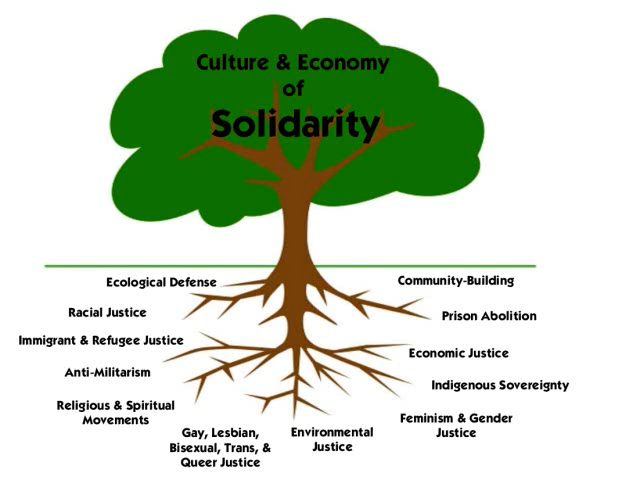 Culture & Economy
of
Solidarity
Ecological Defense
Community-Building
Racial Justice
Prison Abolition
Immigrant & Refugee Justice
Economic Justice
Anti-Militarism
Indigenous Sovereignty
Religious & Spiritual
Movements
Feminism & Gender
Justice
Gay, Lesbian,
Bisexual, Trans, &
Queer Justice
Environmental
Justice